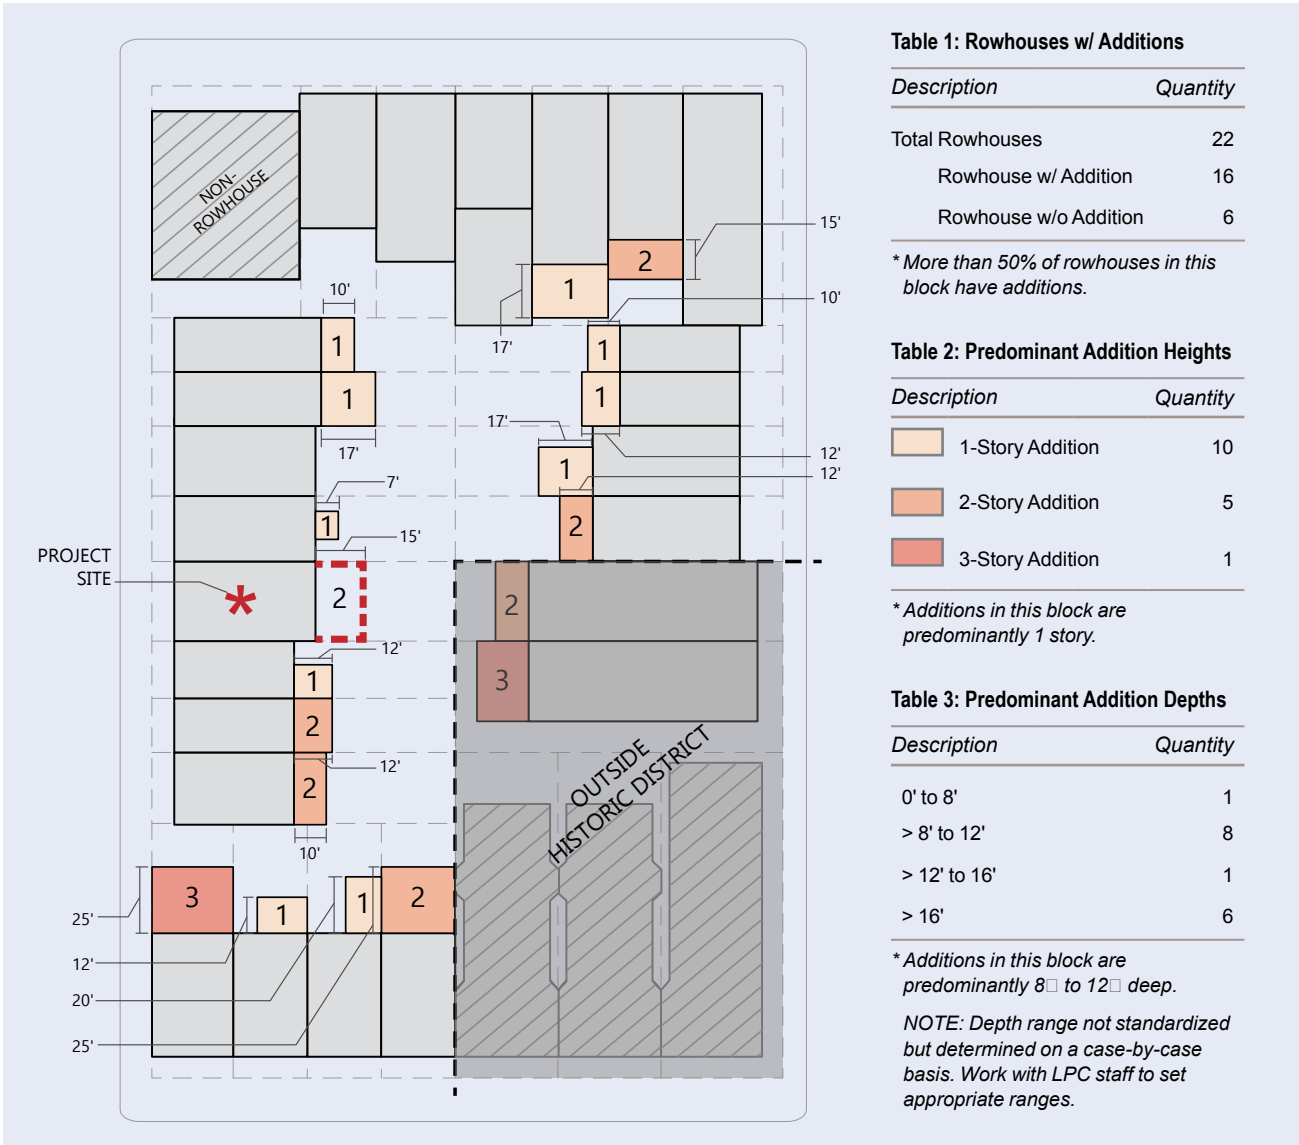 NON-
ROWHOUSE
15'
2
1
10'
10'
17'
1
1
1
1
17'
17'
12'
1
12'
7'
1
2
15'
PROJECT
SITE
*
2
2
12'
3
1
2
12'
2
OUTSIDE
HISTORIC DISTRICT
10'
3
1
1
2
25'
12'
20'
25'
Table 1: Rowhouses w/ Additions
Description Quantity
Total Rowhouses 22
Rowhouse w/ Addition 16
Rowhouse w/o Addition 6
* More than 50% of rowhouses in this
block have additions.
Table 2: Predominant Addition Heights
Description Quantity
1-Story Addition 10
2-Story Addition 5
3-Story Addition 1
* Additions in this block are
predominantly 1 story.
Table 3: Predominant Addition Depths
Description Quantity
0' to 8' 1
> 8' to 12' 8
> 12' to 16' 1
> 16' 6
* Additions in this block are
predominantly 8□ to 12□ deep.
NOTE: Depth range not standardized
but determined on a case-by-case
basis. Work with LPC staff to set
appropriate ranges.